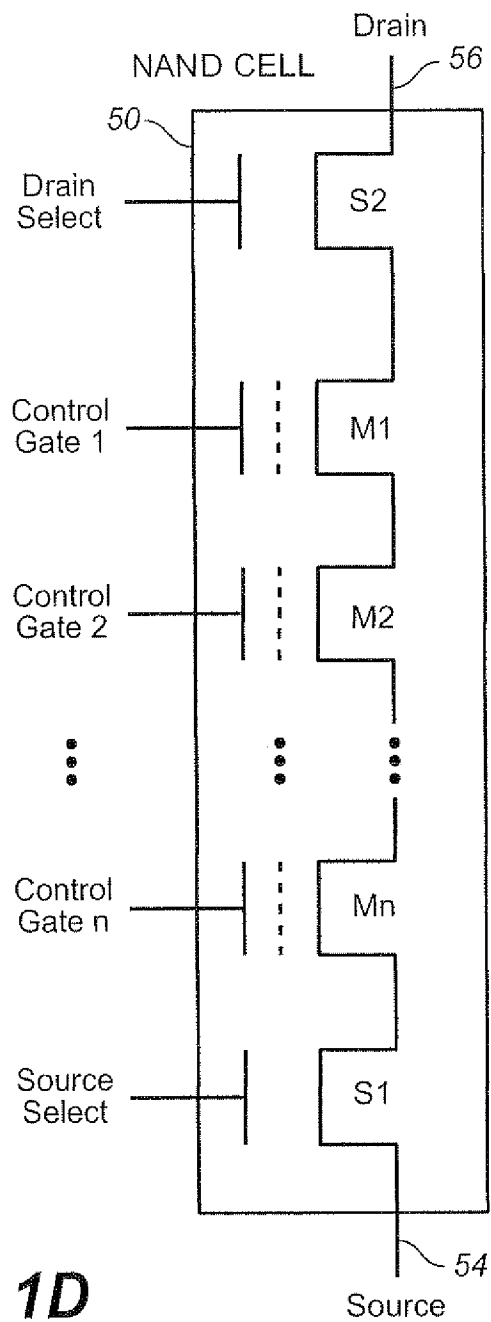 Drain
56
NAND CELL
50
Drain
Select
S2
Control
Gate 1
M1
Control
Gate 2
M2
Control
Gate n
Mn
Source
Select
S1
54
1D
Source